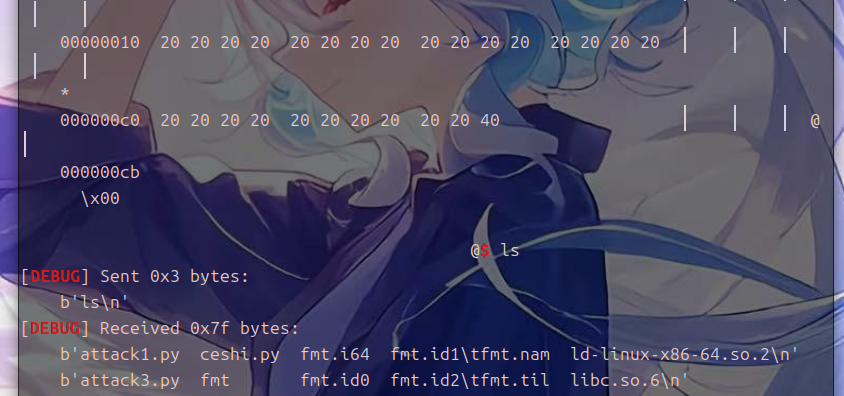 │ │
00000010  20 20 20 20  20 20 20 20  20 20 20 20  20 20 20 20  │ │ │
│ │
*
000000c0  20 20 20 20  20 20 20 20  20 20 40  │ │ │ @
│
000000cb
\x00
@$ ls
[DEBUG] Sent 0x3 bytes:
b'ls\n'
[DEBUG] Received 0x7f bytes:
b'attack1.py  ceshi.py  fmt.i64  fmt.id1\tfmt.nam  ld-linux-x86-64.so.2\n'
b'attack3.py  fmt       fmt.id0  fmt.id2\tfmt.til  libc.so.6\n'